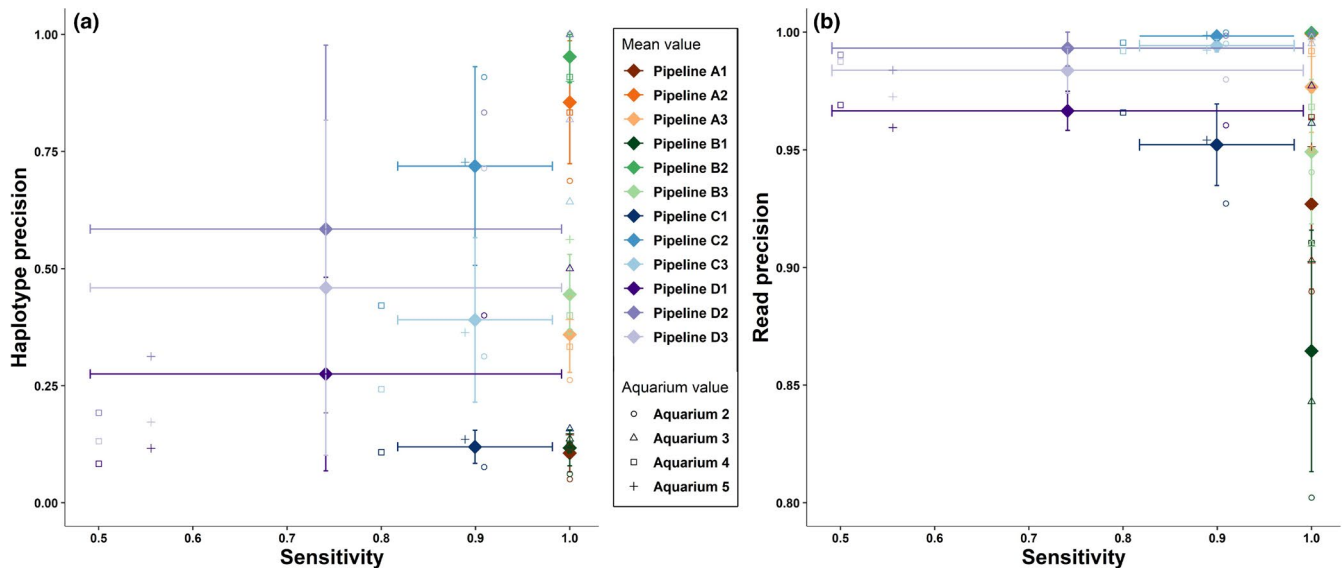 (a)
Haplotype precision
1.00
0.75
0.50
0.25
0.00
0.5 0.6 0.7 0.8 0.9 1.0
Sensitivity
Mean value
Pipeline A1
Pipeline A2
Pipeline A3
Pipeline B1
Pipeline B2
Pipeline B3
Pipeline C1
Pipeline C2
Pipeline C3
Pipeline D1
Pipeline D2
Pipeline D3
Aquarium value
Aquarium 2
Aquarium 3
Aquarium 4
Aquarium 5
(b)
Read precision
1.00
0.95
0.90
0.85
0.80
0.5 0.6 0.7 0.8 0.9 1.0
Sensitivity